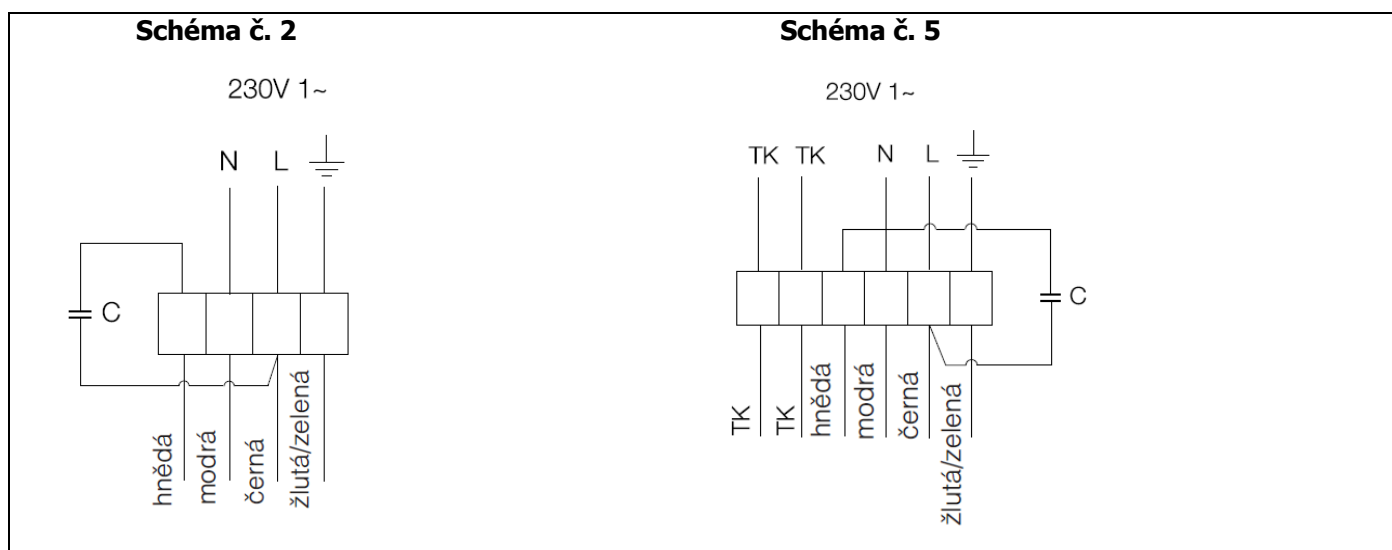 Schéma č. 2
230V 1~
N L
C
hnědá
modrá
černá
žlutá/zelená
Schéma č. 5
230V 1~
TK TK N L
C
TK
TK
hnědá
modrá
černá
žlutá/zelená